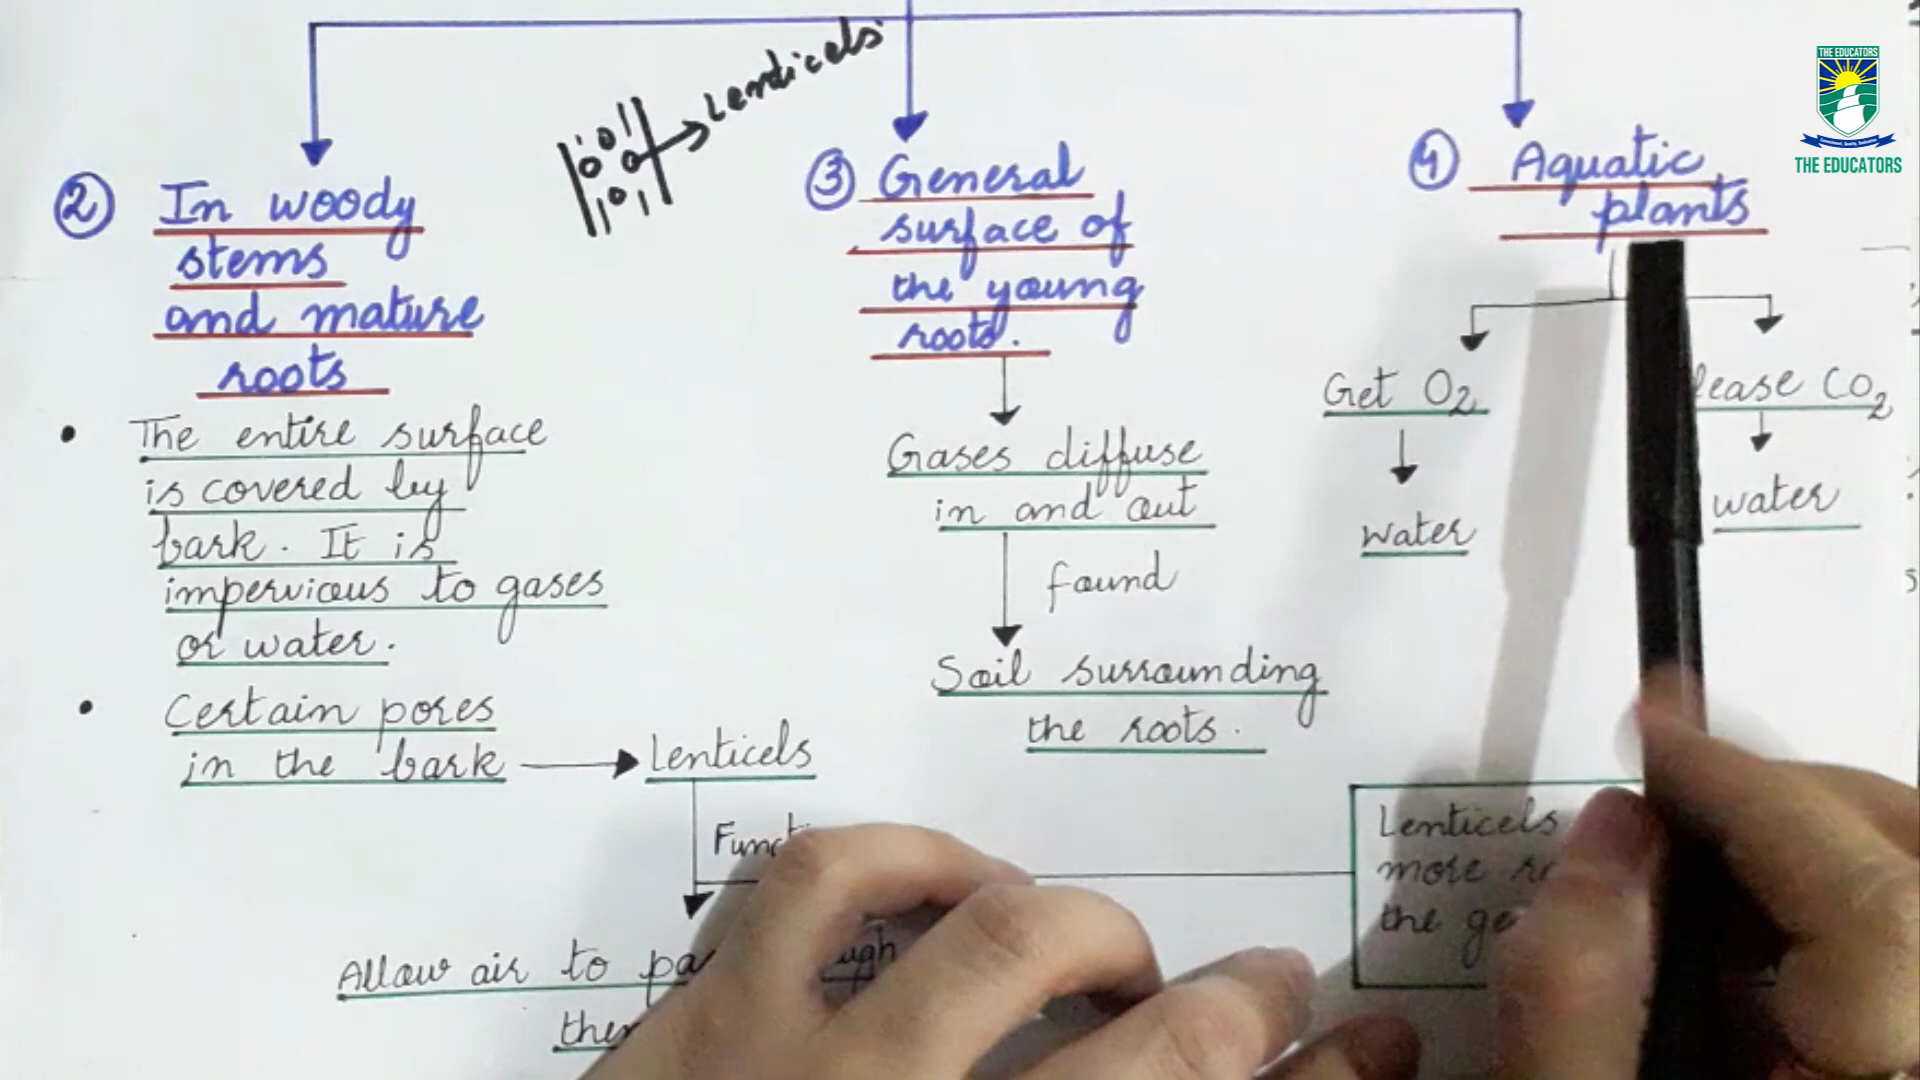 Lenticels
② In woody
stems
and mature
roots
• The entire surface
is covered by
bark. It is
impervious to gases
or water.
• Certain pores
in the bark → Lenticels
Allow air to
③ General
surface of
the young
roots.
Gases diffuse
in and out
found
Soil surrounding
the roots.
④ Aquatic
plants
Get O2
water
CO2
water
Lenticels
more
the
THE EDUCATORS
THE EDUCATORS